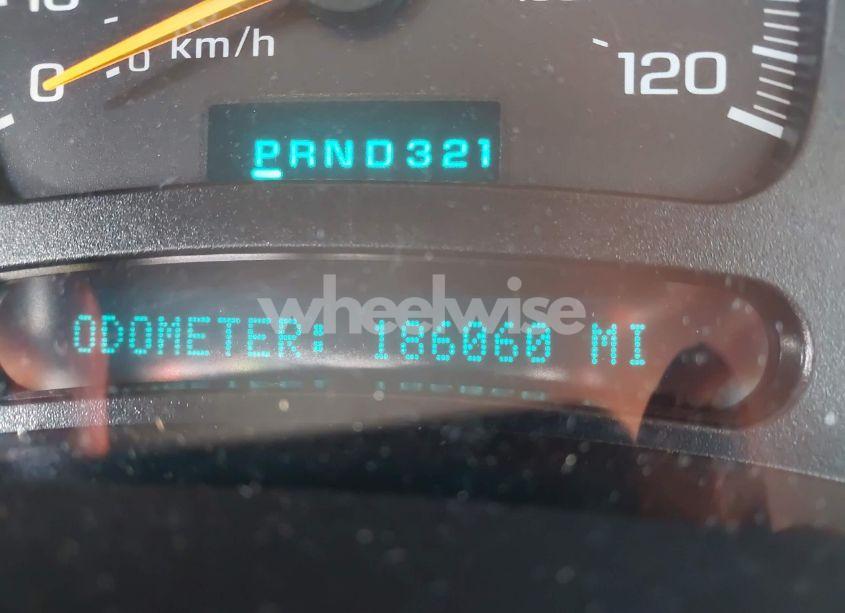 0 km/h
120
PRND321
wheelwise
ODOMETER: 186060 MI